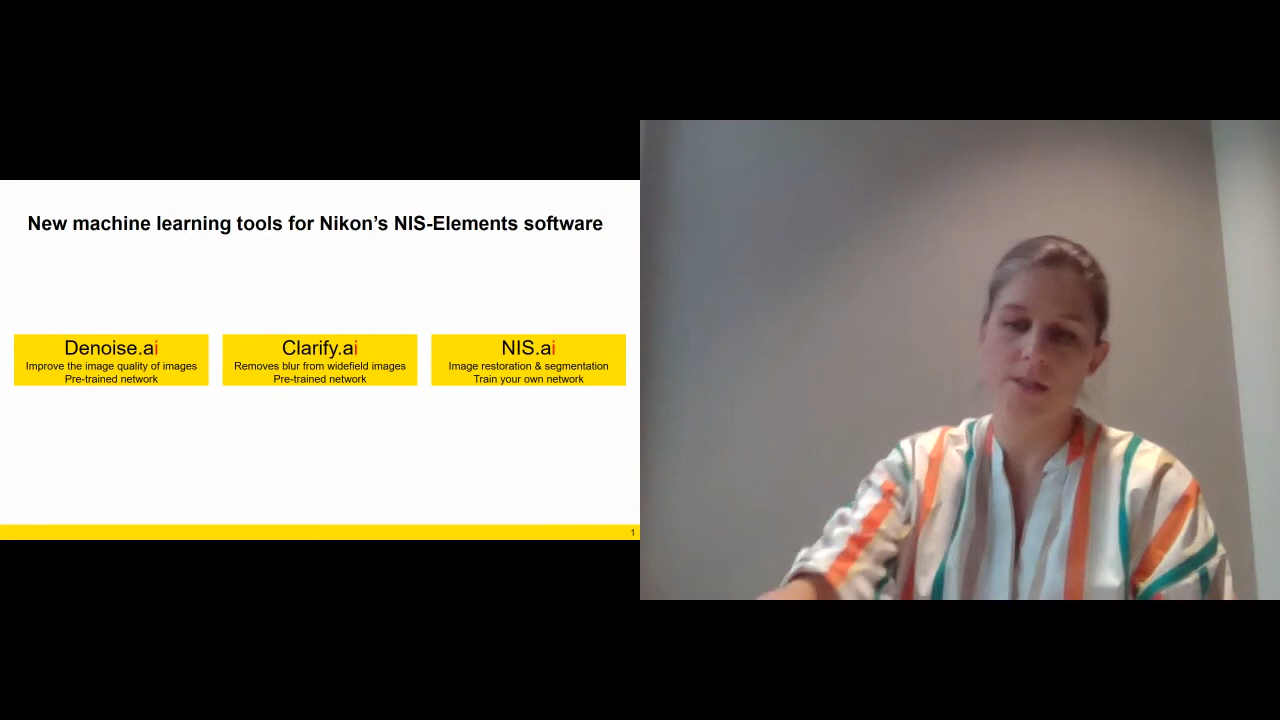 New machine learning tools for Nikon's NIS-Elements software
Denoise.ai
Improve the image quality of images
Pre-trained network
Clarify.ai
Removes blur from widefield images
Pre-trained network
NIS.ai
Image restoration & segmentation
Train your own network
1